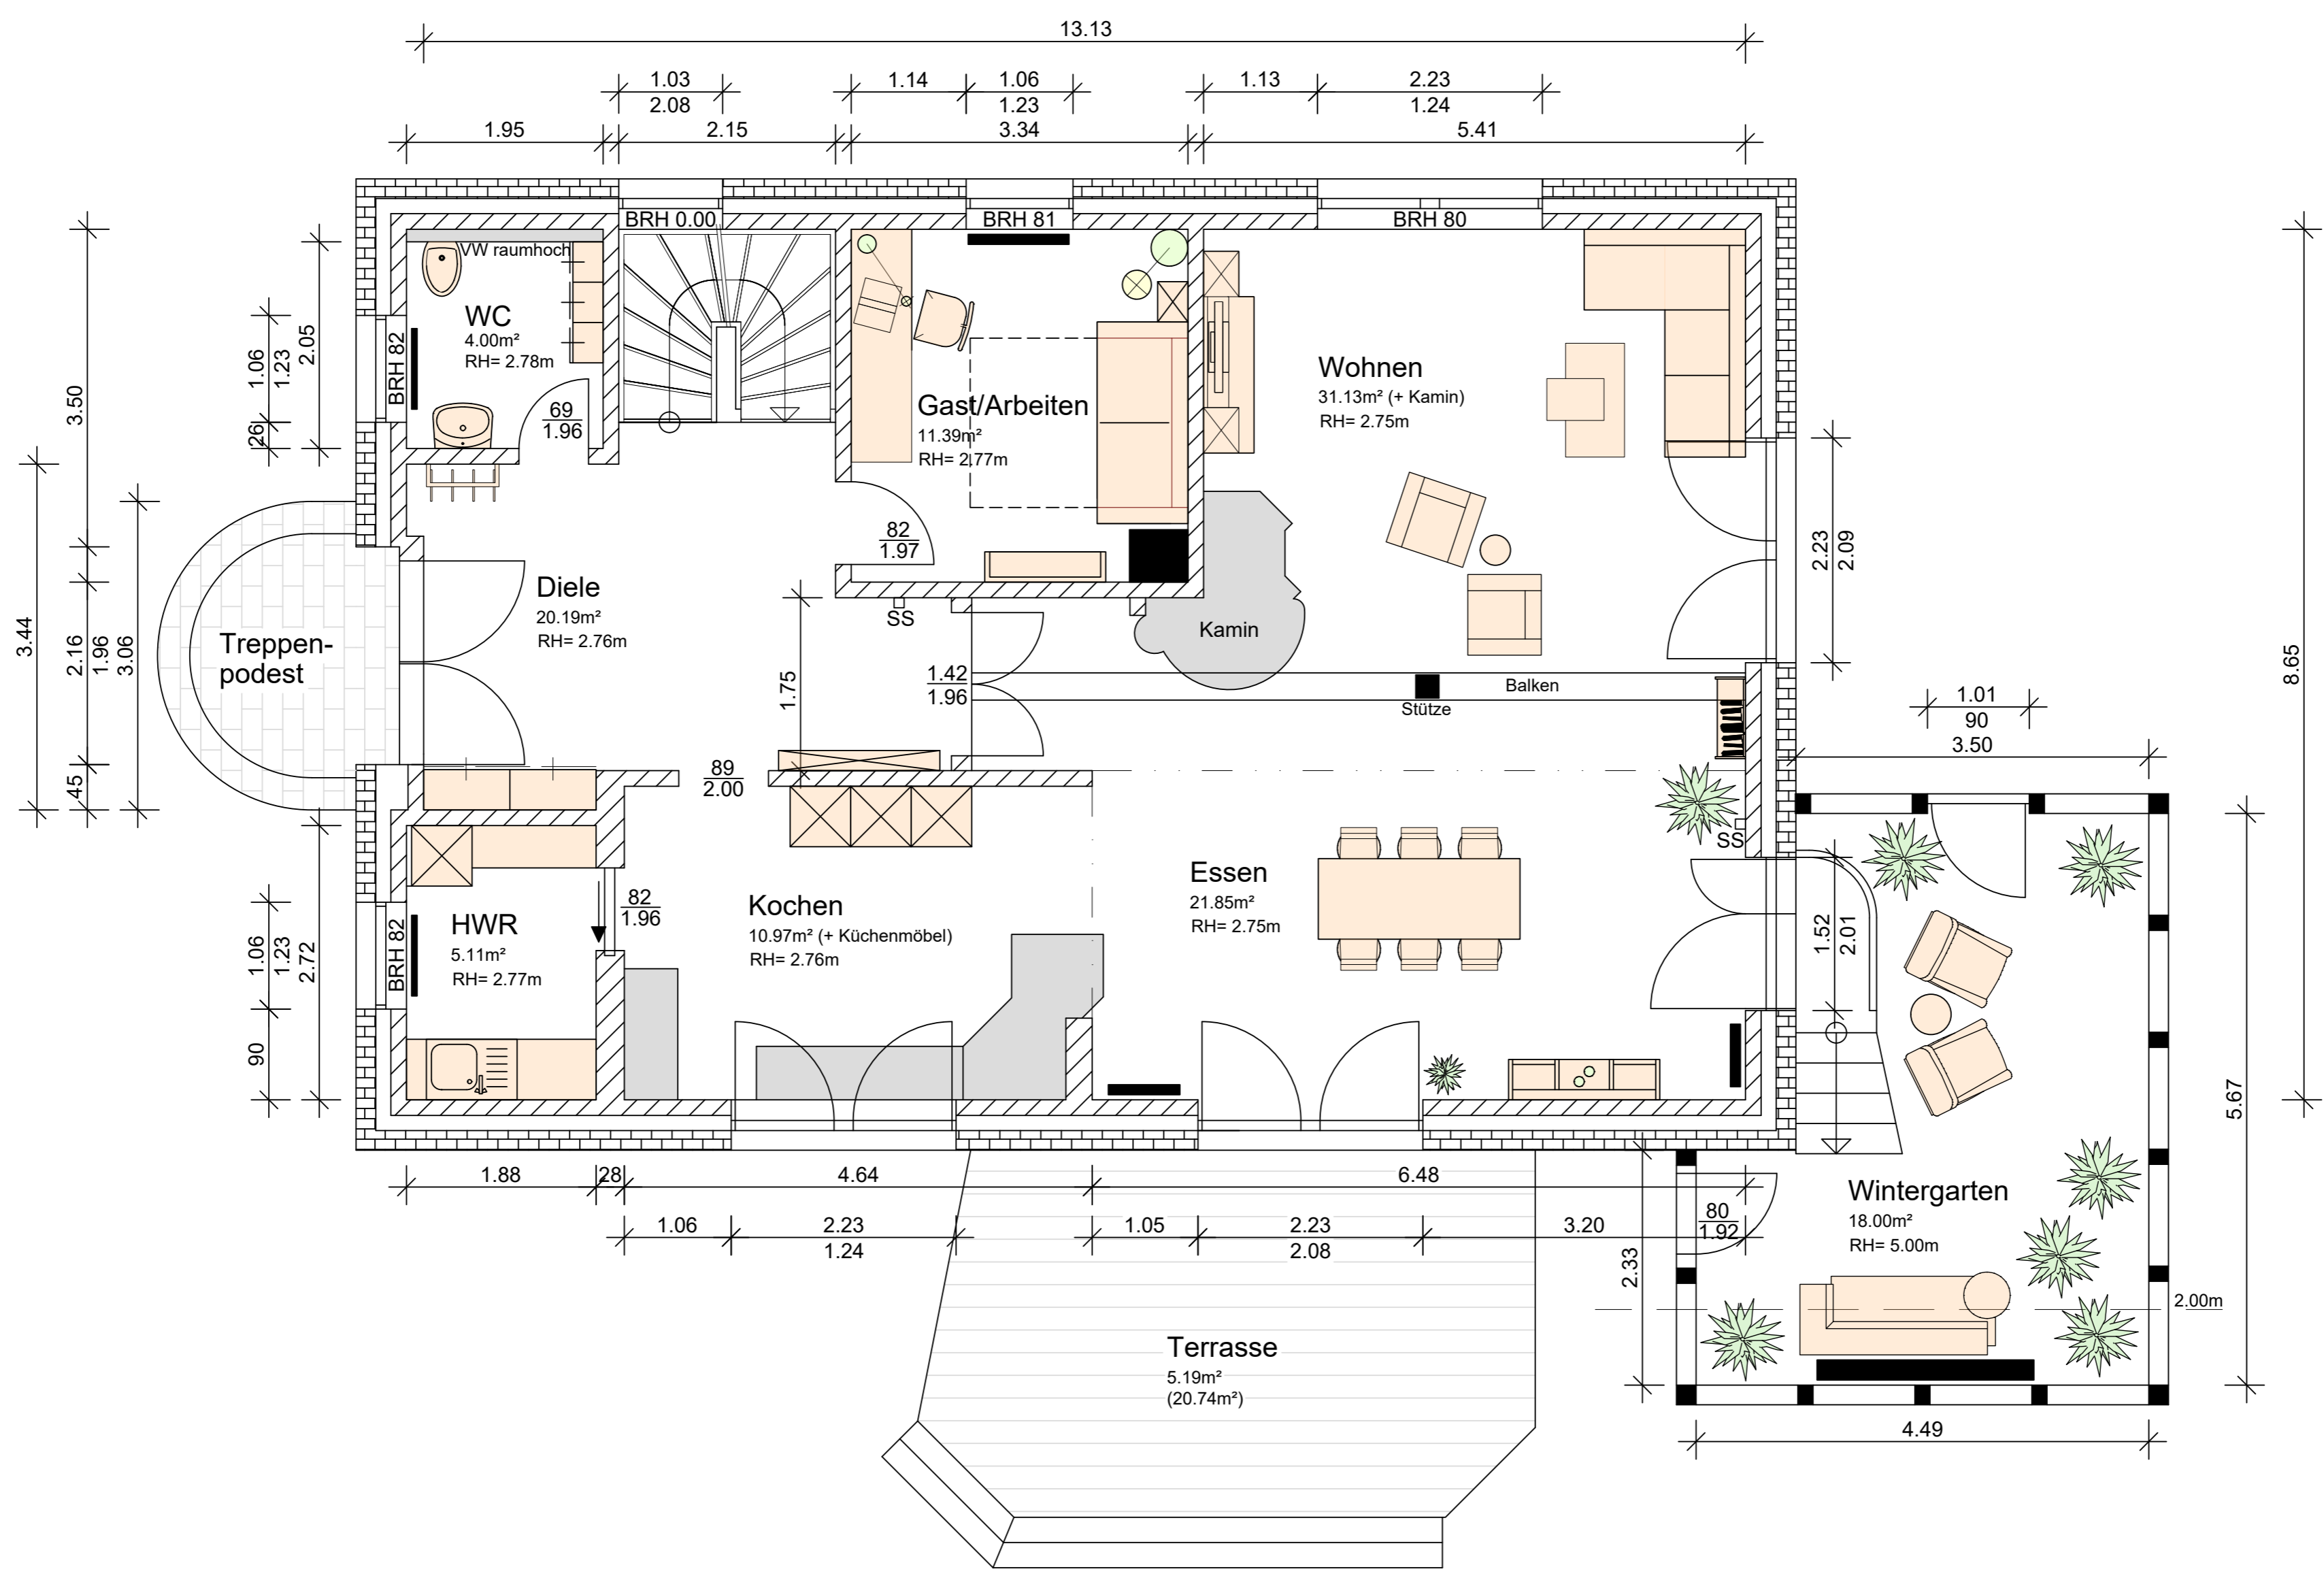 13.13
1.03
2.08
1.14
1.06
1.23
1.13
2.23
1.24
1.95
2.15
3.34
5.41
BRH 0.00
BRH 81
BRH 80
VW raumhoch
WC
4.00m²
RH= 2.78m
BRH 82
69
1.96
1.06
1.23
2.05
26
3.50
Gast/Arbeiten
11.39m²
RH= 2.77m
82
1.97
Wohnen
31.13m² (+ Kamin)
RH= 2.75m
2.23
2.09
8.65
Diele
20.19m²
RH= 2.76m
SS
Kamin
Treppen-
podest
3.44
2.16
1.96
3.06
45
1.75
1.42
1.96
Balken
Stütze
89
2.00
1.01
90
3.50
SS
HWR
5.11m²
RH= 2.77m
BRH 82
82
1.96
1.06
1.23
2.72
90
Kochen
10.97m² (+ Küchenmöbel)
RH= 2.76m
Essen
21.85m²
RH= 2.75m
1.52
2.01
5.67
1.88
28
4.64
6.48
1.06
2.23
1.24
1.05
2.23
2.08
3.20
80
1.92
2.33
Wintergarten
18.00m²
RH= 5.00m
2.00m
Terrasse
5.19m²
(20.74m²)
4.49